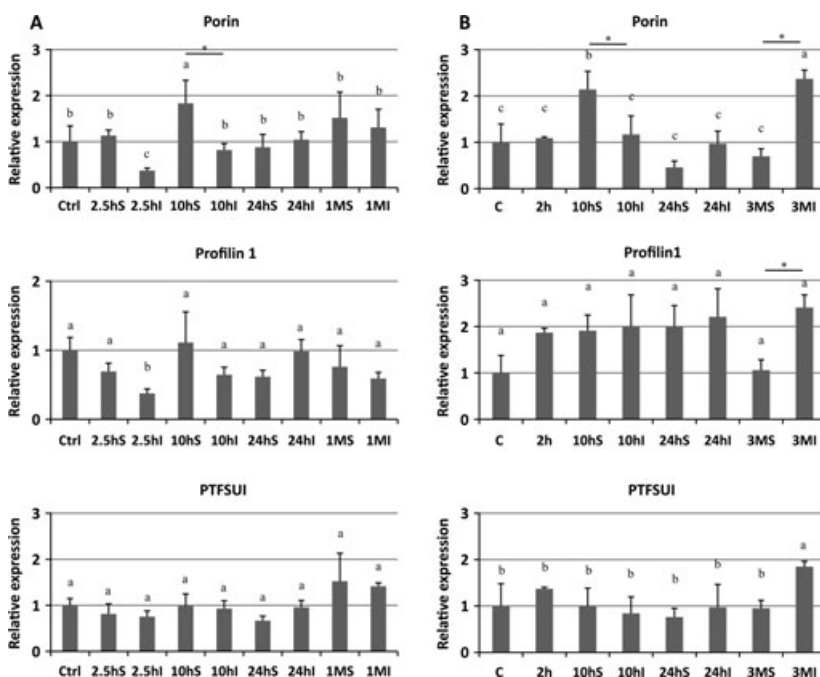 A
Porin
*
a
b b c b b b b b
Relative expression
3
2
1
0
Ctrl 2.5hS 2.5hI 10hS 10hI 24hS 24hI 1MS 1MI
Profilin 1
a a b a a a a a a
Relative expression
2
1
0
Ctrl 2.5hS 2.5hI 10hS 10hI 24hS 24hI 1MS 1MI
PTFSUI
a a a a a a a a a
Relative expression
3
2
1
0
Ctrl 2.5hS 2.5hI 10hS 10hI 24hS 24hI 1MS 1MI
B
Porin
* *
c c b c c c c a
Relative expression
3
2
1
0
C 2h 10hS 10hI 24hS 24hI 3MS 3MI
Profilin1
*
a a a a a a a a
Relative expression
3
2
1
0
C 2h 10hS 10hI 24hS 24hI 3MS 3MI
PTFSUI
b b b b b b b a
Relative expression
3
2
1
0
C 2h 10hS 10hI 24hS 24hI 3MS 3MI